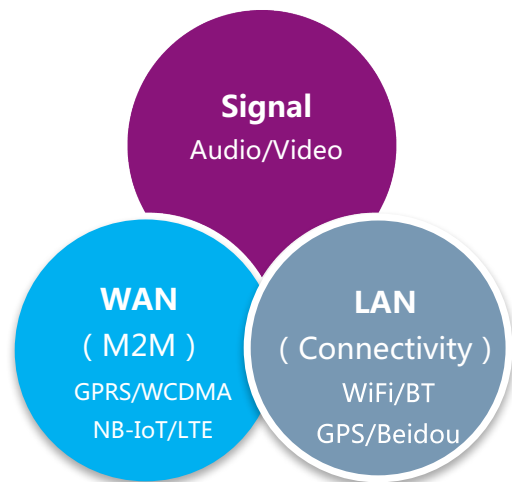 Signal
Audio/Video
WAN
( M2M )
GPRS/WCDMA
NB-IoT/LTE
LAN
( Connectivity )
WiFi/BT
GPS/Beidou